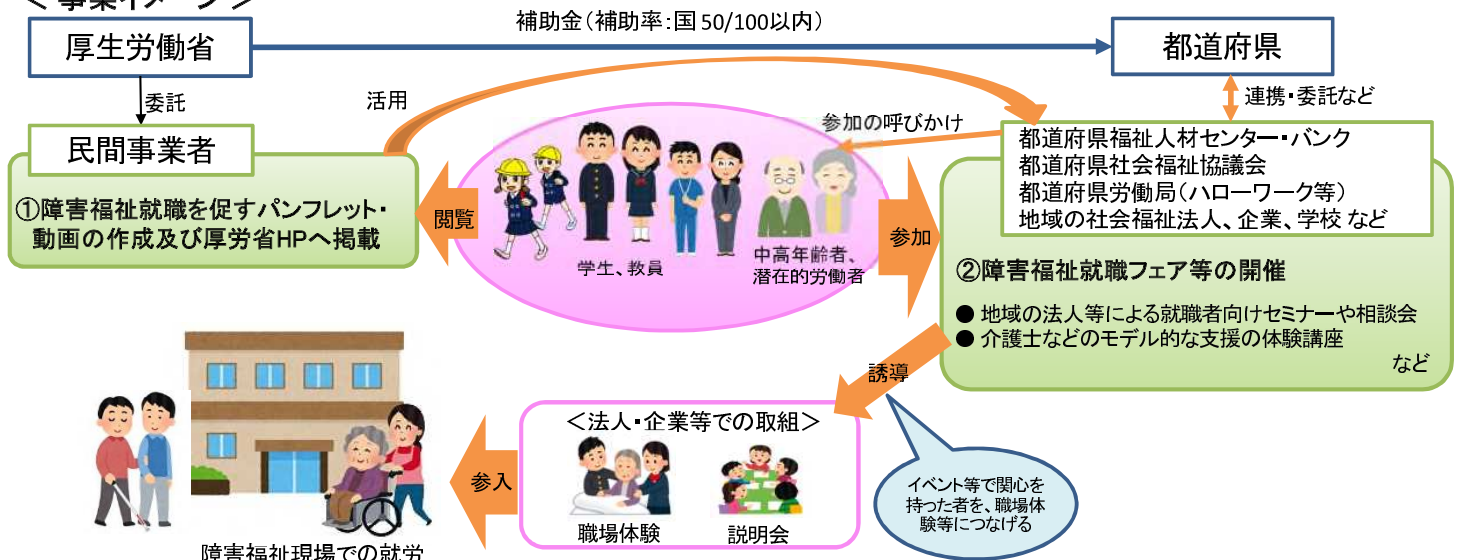 ＜ 事業イメージ ＞
補助金（補助率：国 50/100以内）
厚生労働省
都道府県
委託
活用
連携・委託など
民間事業者
参加の呼びかけ
都道府県福祉人材センター・バンク
都道府県社会福祉協議会
都道府県労働局（ハローワーク等）
地域の社会福祉法人、企業、学校 など
①障害福祉就職を促すパンフレット・
動画の作成及び厚労省HPへ掲載
閲覧
参加
学生、教員
中高年齢者、
潜在的労働者
②障害福祉就職フェア等の開催
● 地域の法人等による就職者向けセミナーや相談会
● 介護士などのモデル的な支援の体験講座
など
誘導
＜法人・企業等での取組＞
参入
職場体験
説明会
イベント等で関心を
持った者を、職場体
験等につなげる
障害福祉現場での就労